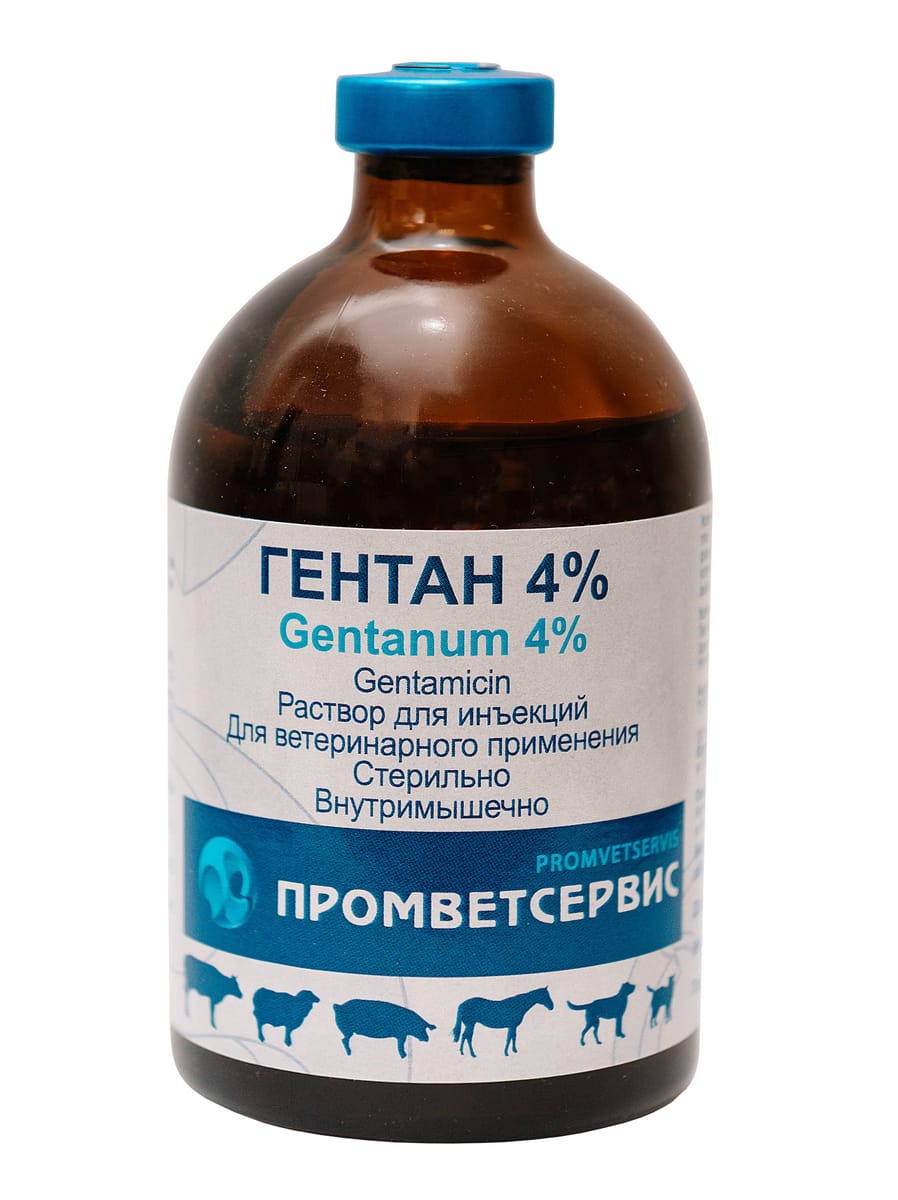 ГЕНТАН 4%
Gentanum 4%
Gentamicin
Раствор для инъекций
Для ветеринарного применения
Стерильно
Внутримышечно
PROMVETSERVIS
ПРОМВЕТСЕРВИС